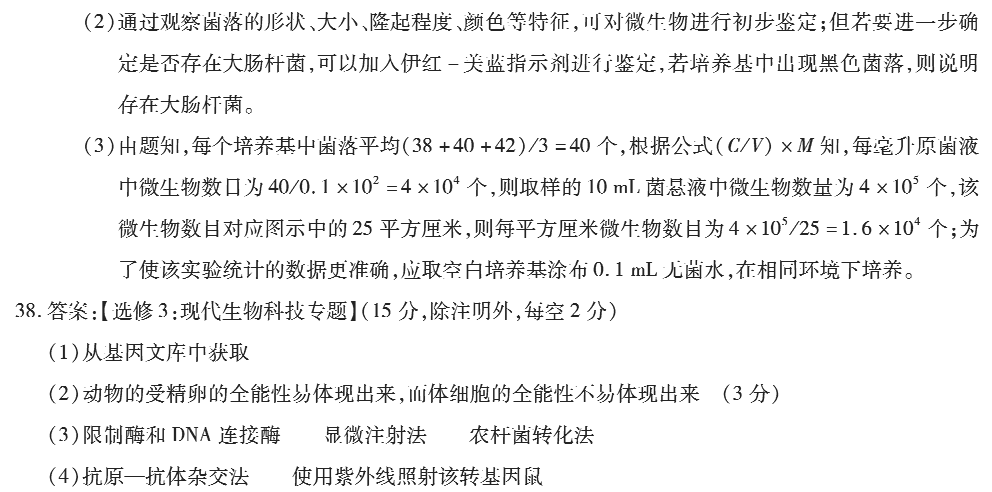 (2)通过观察菌落的形状、大小、隆起程度、颜色等特征,可对微生物进行初步鉴定;但若要进一步确
定是否存在大肠杆菌,可以加入伊红-美蓝指示剂进行鉴定,若培养基中出现黑色菌落,则说明
存在大肠杆菌。
(3)由题知,每个培养基中菌落平均(38+40+42)/3=40 个,根据公式(C/V)×M 知,每毫升原菌液
中微生物数目为 40/0.1×10²=4×10⁴ 个,则取样的 10 mL 菌悬液中微生物数量为 4×10⁵ 个,该
微生物数目对应图示中的 25 平方厘米,则每平方厘米微生物数目为 4×10⁵/25=1.6×10⁴ 个;为
了使该实验统计的数据更准确,应取空白培养基涂布 0.1 mL 无菌水,在相同环境下培养。
38. 答案:【选修3:现代生物科技专题】(15 分,除注明外,每空 2 分)
(1)从基因文库中获取
(2)动物的受精卵的全能性易体现出来,而体细胞的全能性不易体现出来 (3 分)
(3)限制酶和 DNA 连接酶 显微注射法 农杆菌转化法
(4)抗原—抗体杂交法 使用紫外线照射该转基因鼠